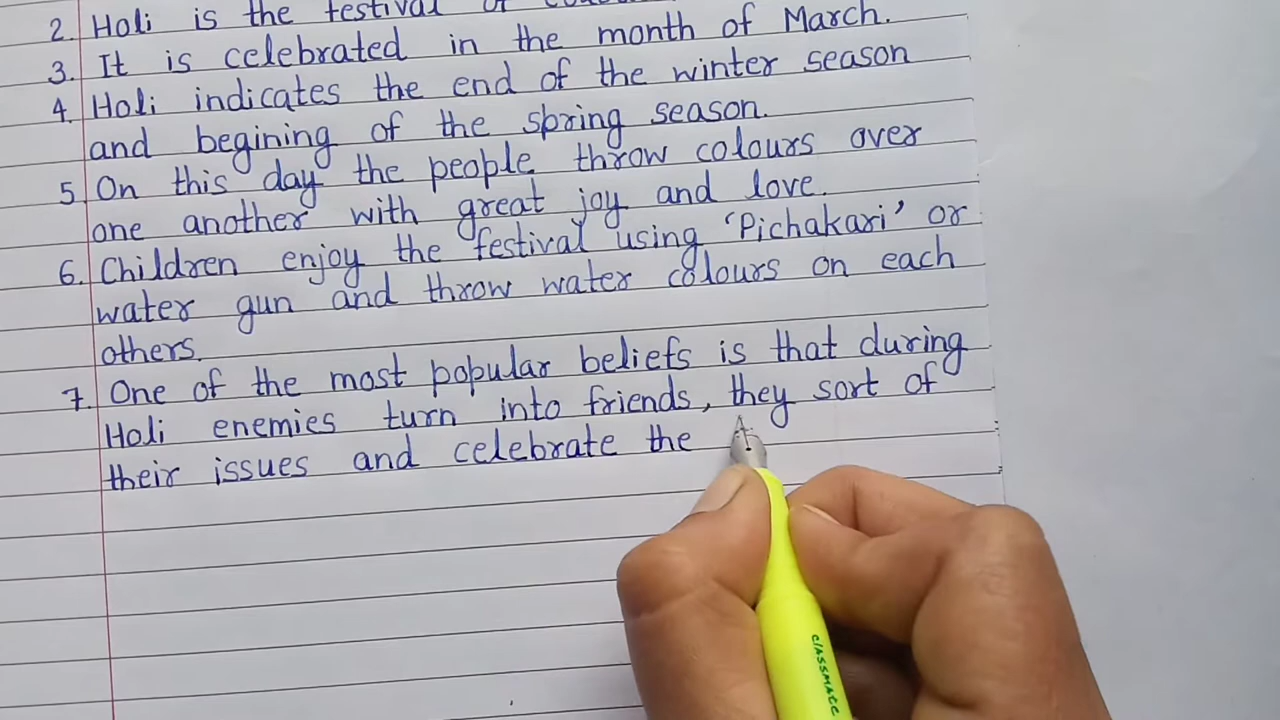 2. Holi is the festival of
3. It is celebrated in the month of March.
4. Holi indicates the end of the winter season
and begining of the spring season.
5. On this day the people throw colours over
one another with great joy and love.
6. Children enjoy the festival using 'Pichakari' or
water gun and throw water colours on each
others.
7. One of the most popular beliefs is that during
Holi enemies turn into friends, they sort of
their issues and celebrate the
classmate